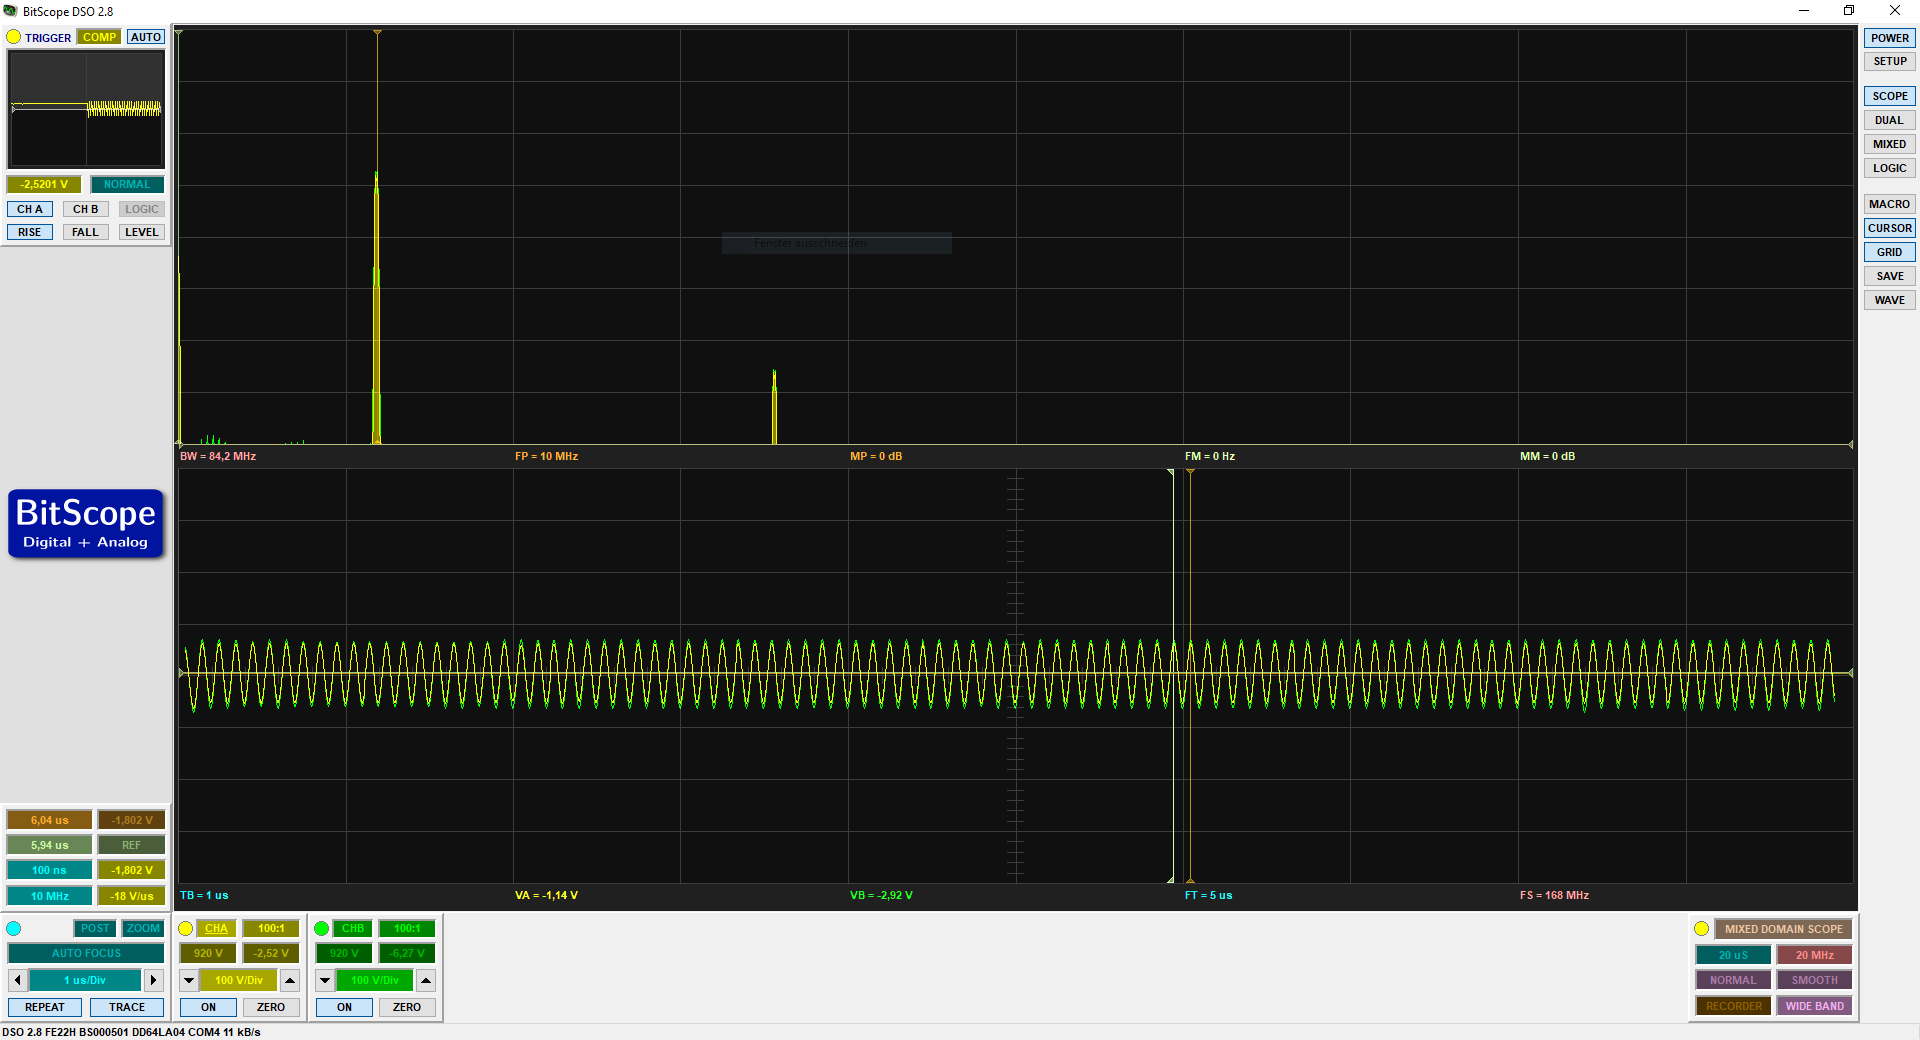 BitScope DSO 2.8
TRIGGER COMP AUTO
-2,5201 V NORMAL
CH A CH B LOGIC
RISE FALL LEVEL
POWER
SETUP
SCOPE
DUAL
MIXED
LOGIC
MACRO
CURSOR
GRID
SAVE
WAVE
Fenster ausschneiden
BW = 84,2 MHz FP = 10 MHz MP = 0 dB FM = 0 Hz MM = 0 dB
BitScope
Digital + Analog
6,04 us -1,802 V
5,94 us REF
100 ns -1,802 V
10 MHz -18 V/us
TB = 1 us VA = -1,14 V VB = -2,92 V FT = 5 us FS = 168 MHz
POST ZOOM
AUTO FOCUS
1 us/Div
REPEAT TRACE
CHA 100:1
920 V -2,52 V
100 V/Div
ON ZERO
CHB 100:1
920 V -6,27 V
100 V/Div
ON ZERO
MIXED DOMAIN SCOPE
20 uS 20 MHz
NORMAL SMOOTH
RECORDER WIDE BAND
DSO 2.8 FE22H BS000501 DD64LA04 COM4 11 kB/s